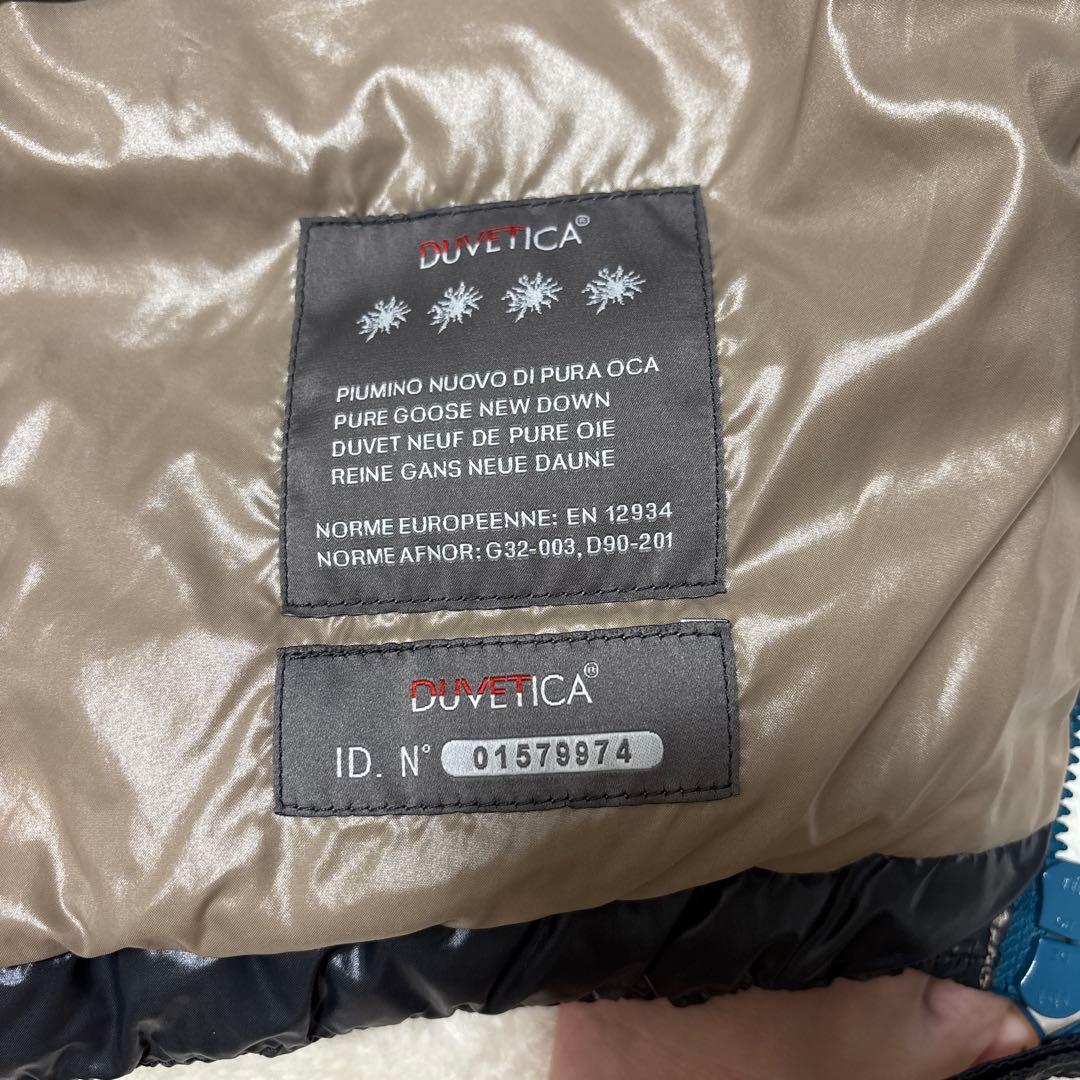 DUVETICA®
PIUMINO NUOVO DI PURA OCA
PURE GOOSE NEW DOWN
DUVET NEUF DE PURE OIE
REINE GANS NEUE DAUNE
NORME EUROPEENNE: EN 12934
NORME AFNOR: G32-003, D90-201
DUVETICA®
ID. N° 01579974